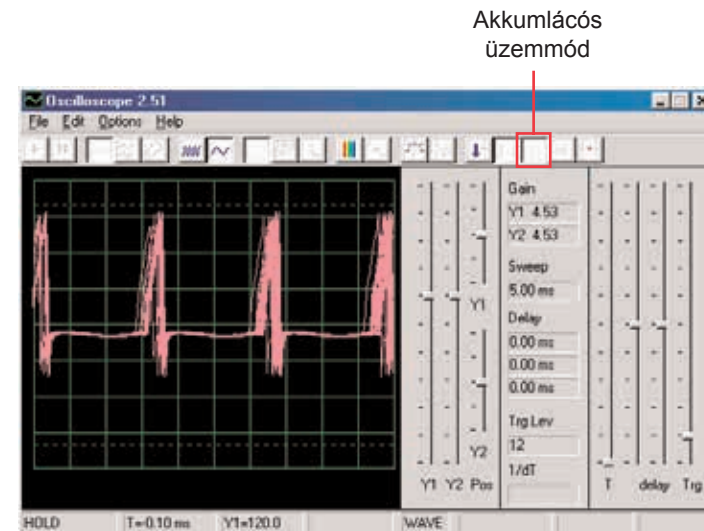 Akkumlácós
üzemmód
Oscilloscope 2.51
File Edit Options Help
Gain
Y1 4.53
Y2 4.53
Sweep
5.00 ms
Delay
0.00 ms
0.00 ms
0.00 ms
Trg Lev
12
1/dT
Y1
Y2
Y1 Y2 Pos
T delay Trg
HOLD T=-0.10 ms Y1=120.0 WAVE